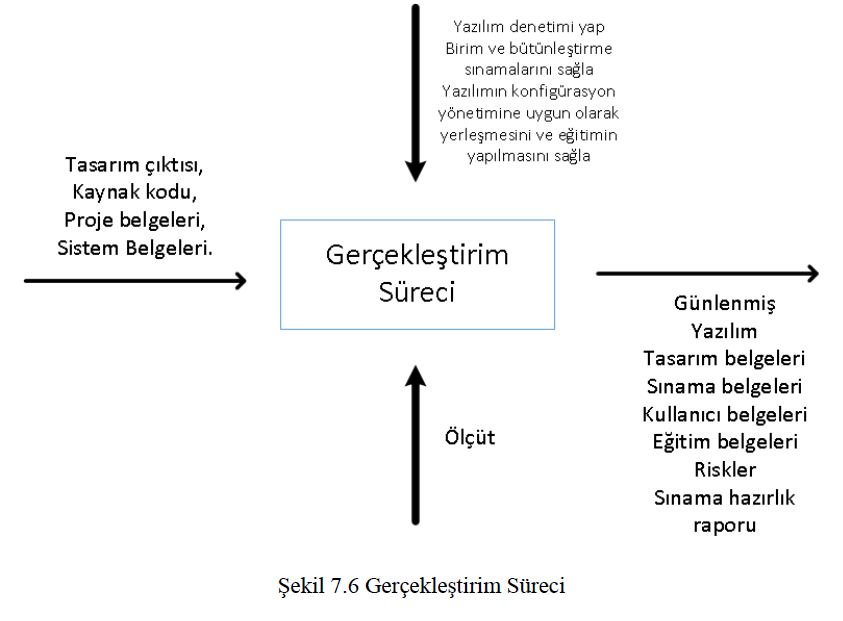 Yazılım denetimi yap
Birim ve bütünleştirme
sınamalarını sağla
Yazılımın konfigürasyon
yönetimine uygun olarak
yerleşmesini ve eğitimin
yapılmasını sağla
Tasarım çıktısı,
Kaynak kodu,
Proje belgeleri,
Sistem Belgeleri.
Gerçekleştirim
Süreci
Günlenmiş
Yazılım
Tasarım belgeleri
Sınama belgeleri
Kullanıcı belgeleri
Eğitim belgeleri
Riskler
Sınama hazırlık
raporu
Ölçüt
Şekil 7.6 Gerçekleştirim Süreci